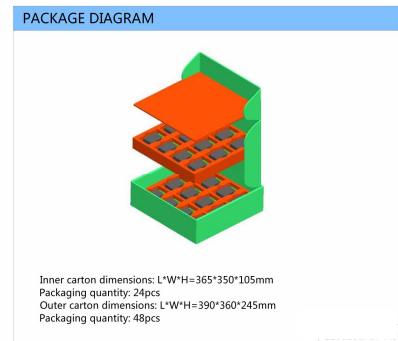 PACKAGE DIAGRAM
Inner carton dimensions: L*W*H=365*350*105mm
Packaging quantity: 24pcs
Outer carton dimensions: L*W*H=390*360*245mm
Packaging quantity: 48pcs